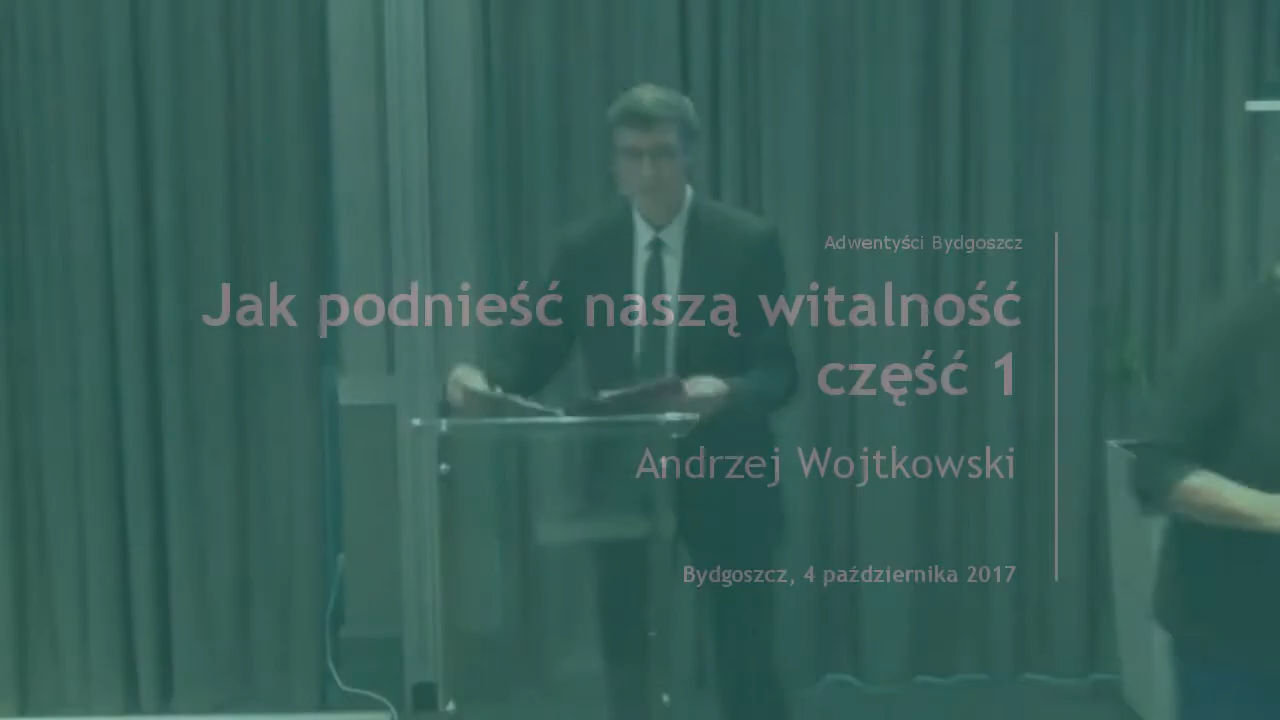 Adwentyści Bydgoszcz
Jak podnieść naszą witalność
część 1
Andrzej Wojtkowski
Bydgoszcz, 4 października 2017